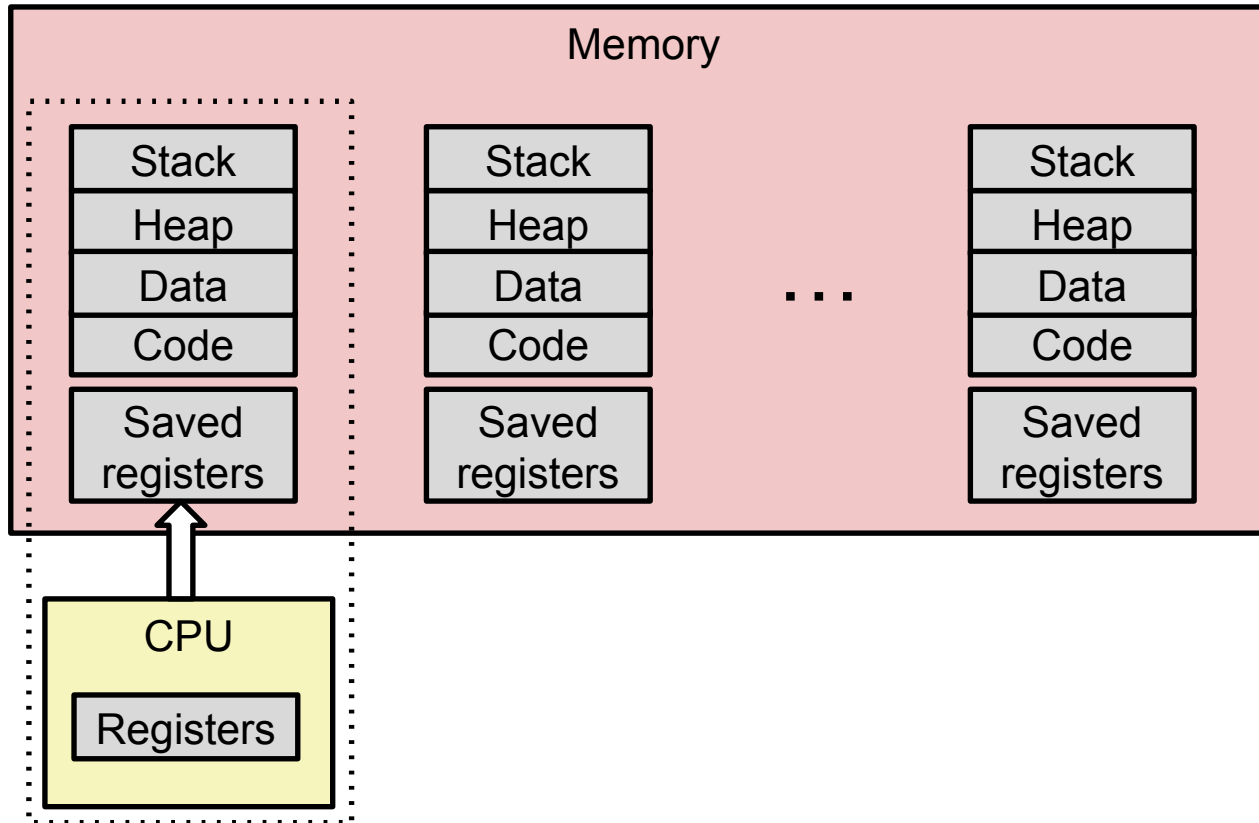 Memory
Stack
Heap
Data
Code
Saved
registers
Stack
Heap
Data
Code
Saved
registers
...
Stack
Heap
Data
Code
Saved
registers
CPU
Registers